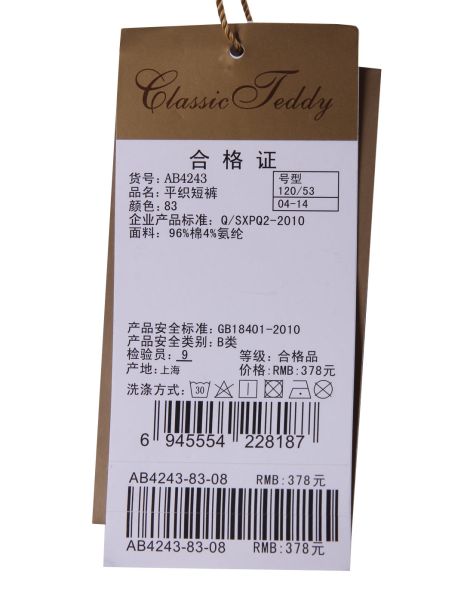 Classic Teddy
合格证
货号: AB4243
号型
品名: 平织短裤
120/53
颜色: 83
04-14
企业产品标准: Q/SXPQ2-2010
面料: 96%棉4%氨纶
产品安全标准: GB18401-2010
产品安全类别: B类
检验员: 9 等级: 合格品
产地: 上海 价格:RMB:378元
洗涤方式: 30
6 945554 228187
AB4243-83-08 RMB:378元
AB4243-83-08 RMB:378元